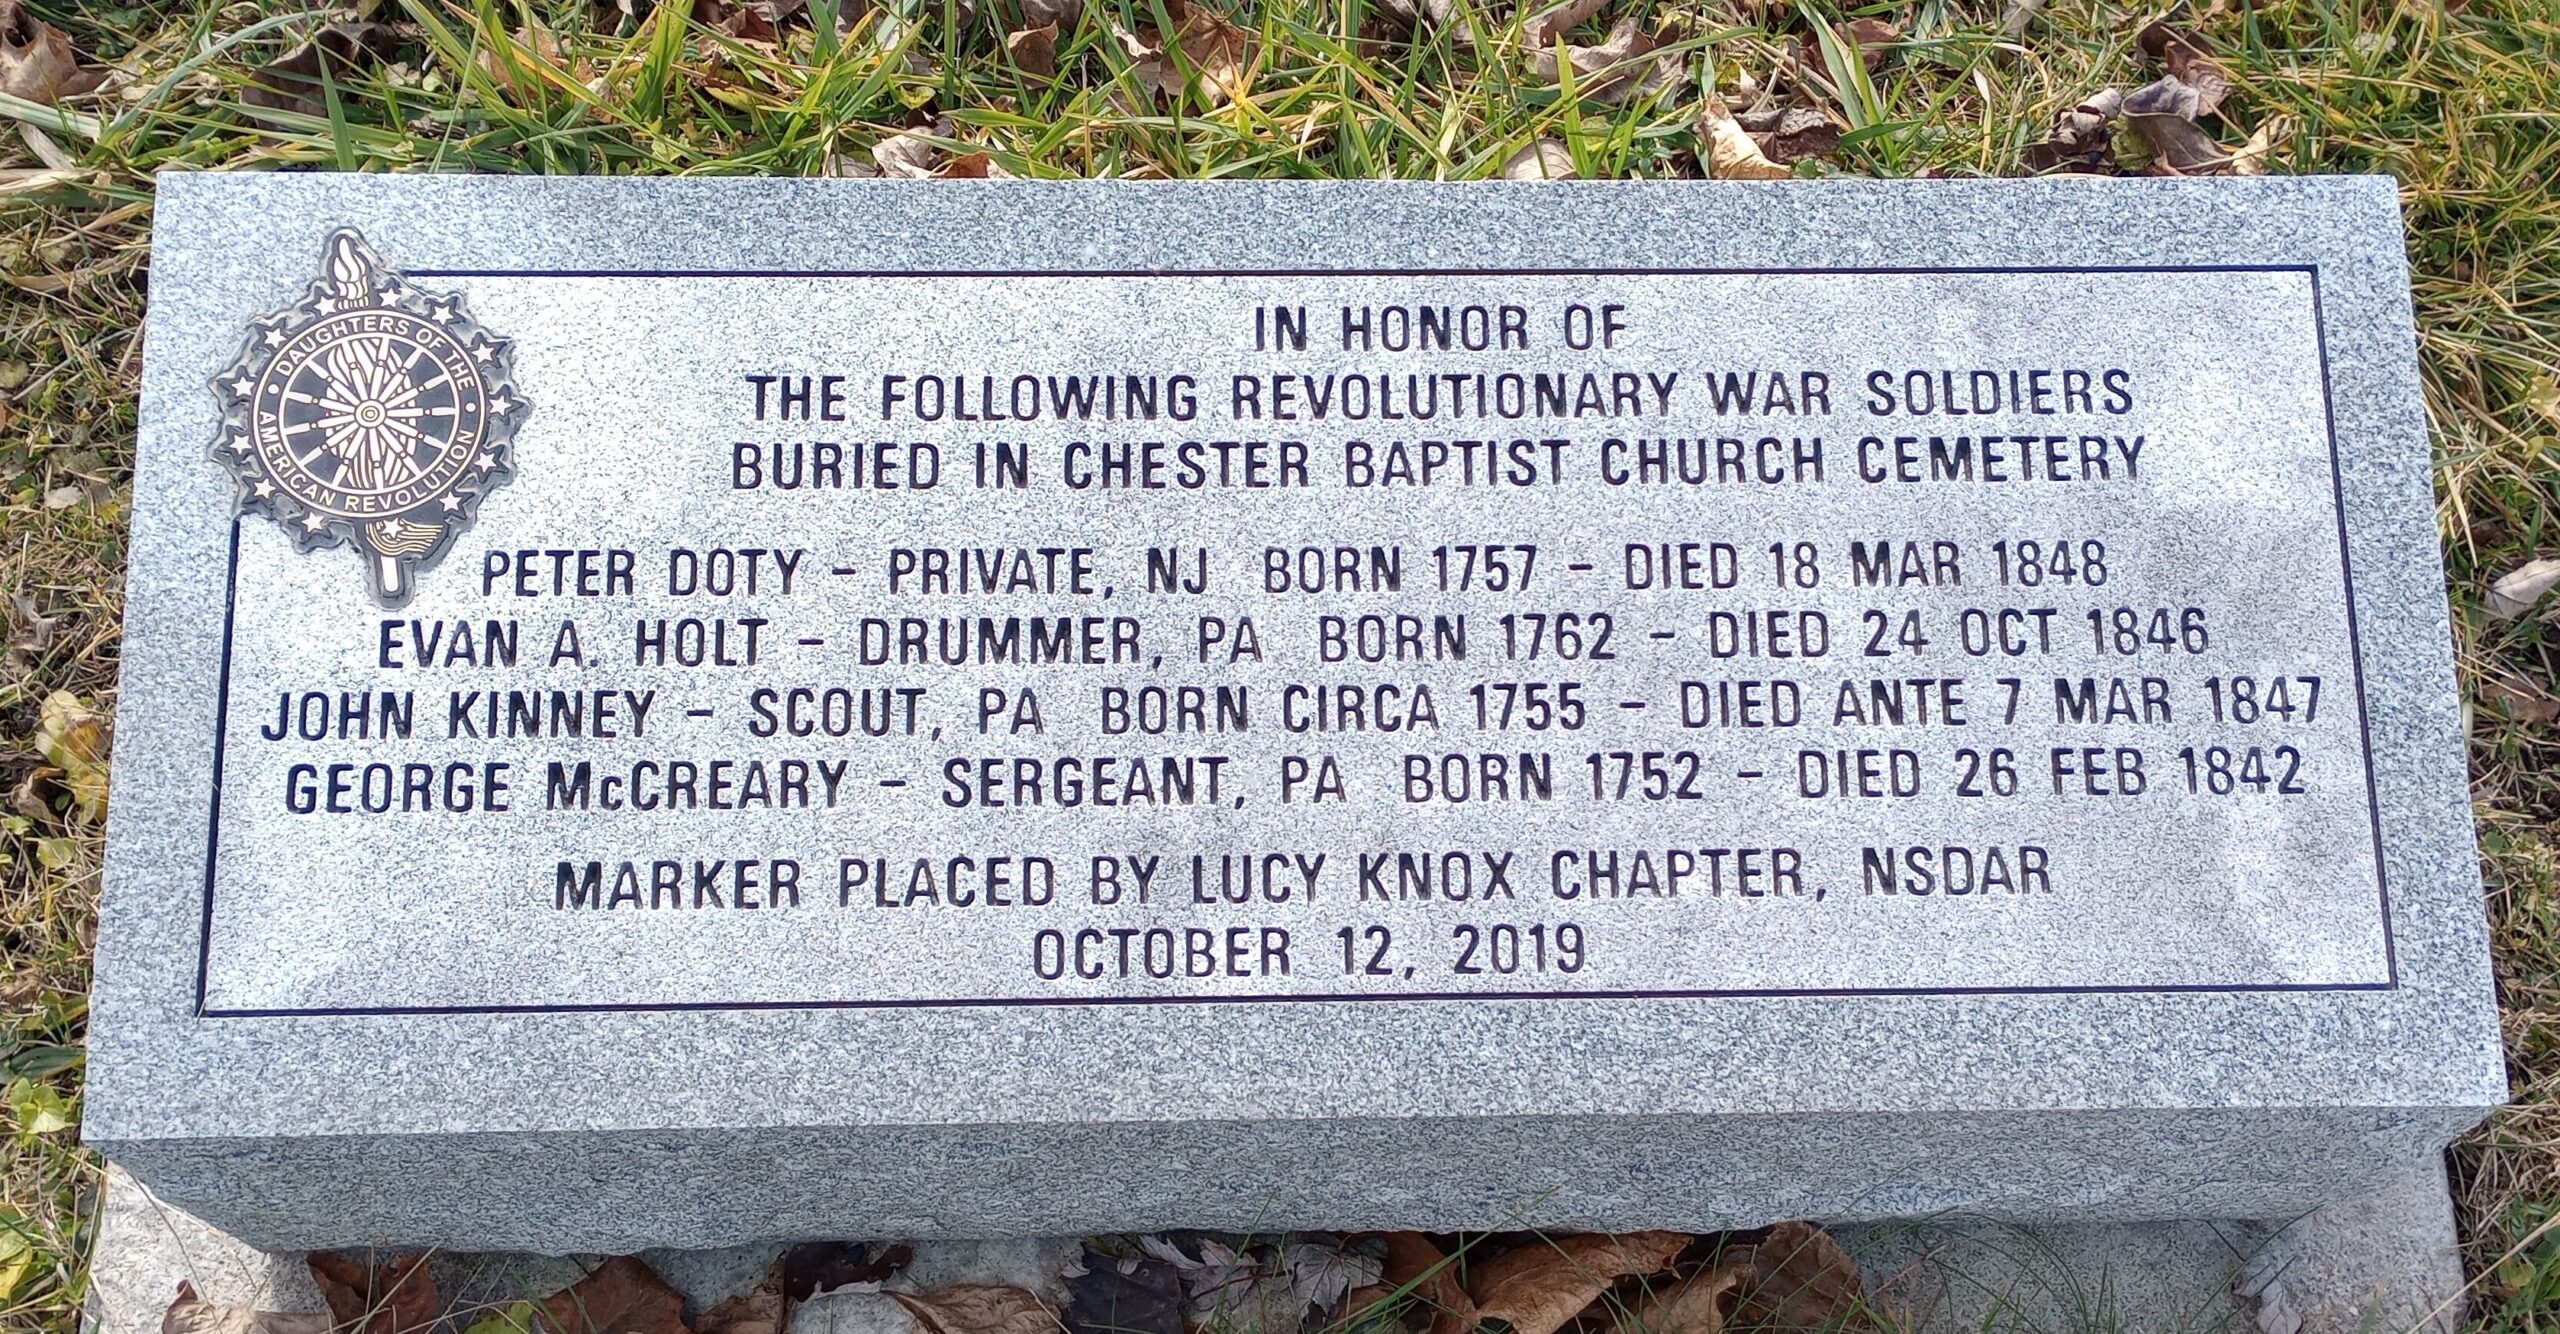 DAUGHTERS OF THE
AMERICAN REVOLUTION
IN HONOR OF
THE FOLLOWING REVOLUTIONARY WAR SOLDIERS
BURIED IN CHESTER BAPTIST CHURCH CEMETERY
PETER DOTY - PRIVATE, NJ BORN 1757 - DIED 18 MAR 1848
EVAN A. HOLT - DRUMMER, PA BORN 1762 - DIED 24 OCT 1846
JOHN KINNEY - SCOUT, PA BORN CIRCA 1755 - DIED ANTE 7 MAR 1847
GEORGE McCREARY - SERGEANT, PA BORN 1752 - DIED 26 FEB 1842
MARKER PLACED BY LUCY KNOX CHAPTER, NSDAR
OCTOBER 12, 2019